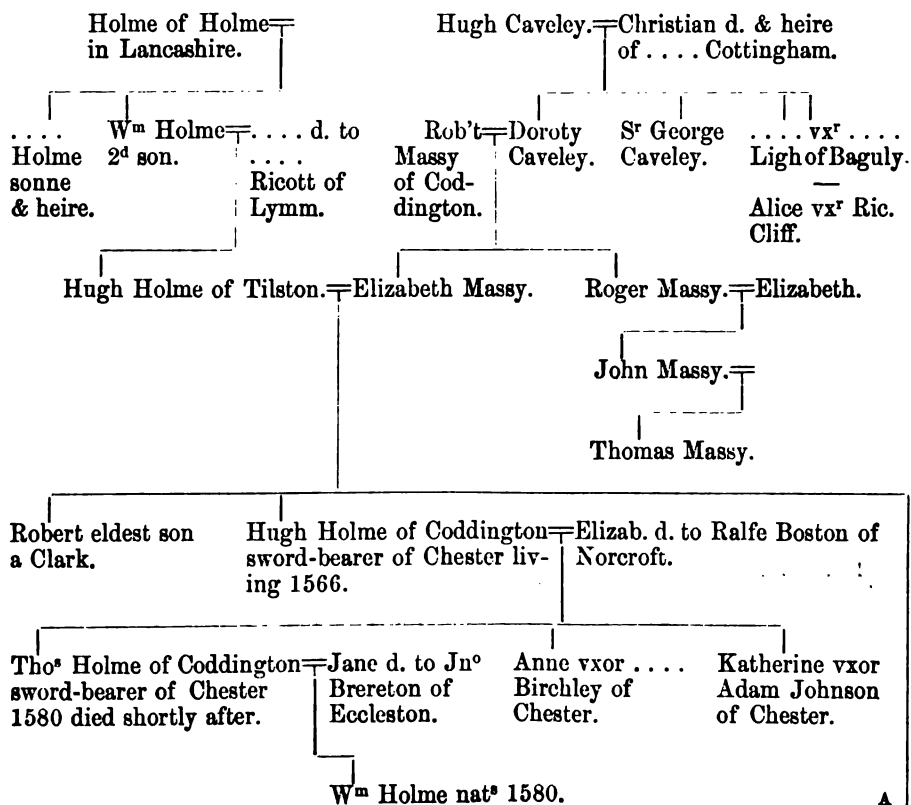 Holme of Holme
in Lancashire.
Hugh Caveley.
Christian d. & heire
of . . . . Cottingham.
. . . .
Holme
sonne
& heire.
Wᵐ Holme
2ᵈ son.
. . . . d. to
. . . .
Ricott of
Lymm.
Rob't
Massy
of Cod-
dington.
Doroty
Caveley.
Sʳ George
Caveley.
. . . . vxʳ . . . .
Ligh of Baguly.
—
Alice vxʳ Ric.
Cliff.
Hugh Holme of Tilston.
Elizabeth Massy.
Roger Massy.
Elizabeth.
John Massy.
Thomas Massy.
Robert eldest son
a Clark.
Hugh Holme of Coddington
sword-bearer of Chester liv-
ing 1566.
Elizab. d. to Ralfe Boston of
Norcroft.
Thoˢ Holme of Coddington
sword-bearer of Chester
1580 died shortly after.
Jane d. to Jnᵒ
Brereton of
Eccleston.
Anne vxor . . . .
Birchley of
Chester.
Katherine vxor
Adam Johnson
of Chester.
Wᵐ Holme natˢ 1580.
A